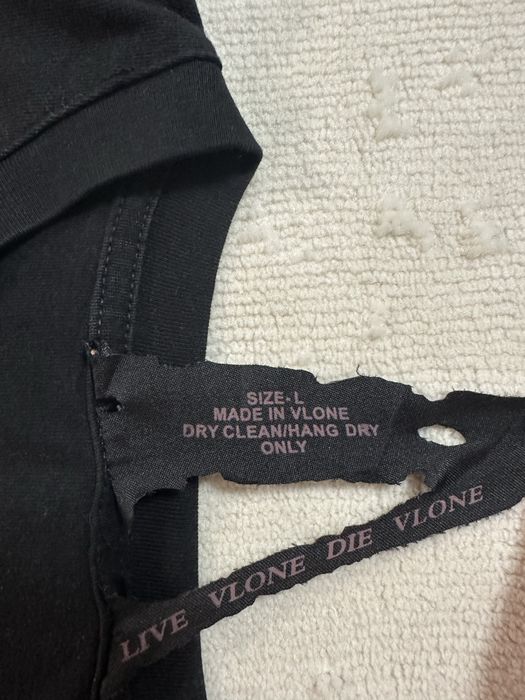 SIZE-L
MADE IN VLONE
DRY CLEAN/HANG DRY
ONLY
LIVE VLONE DIE VLONE